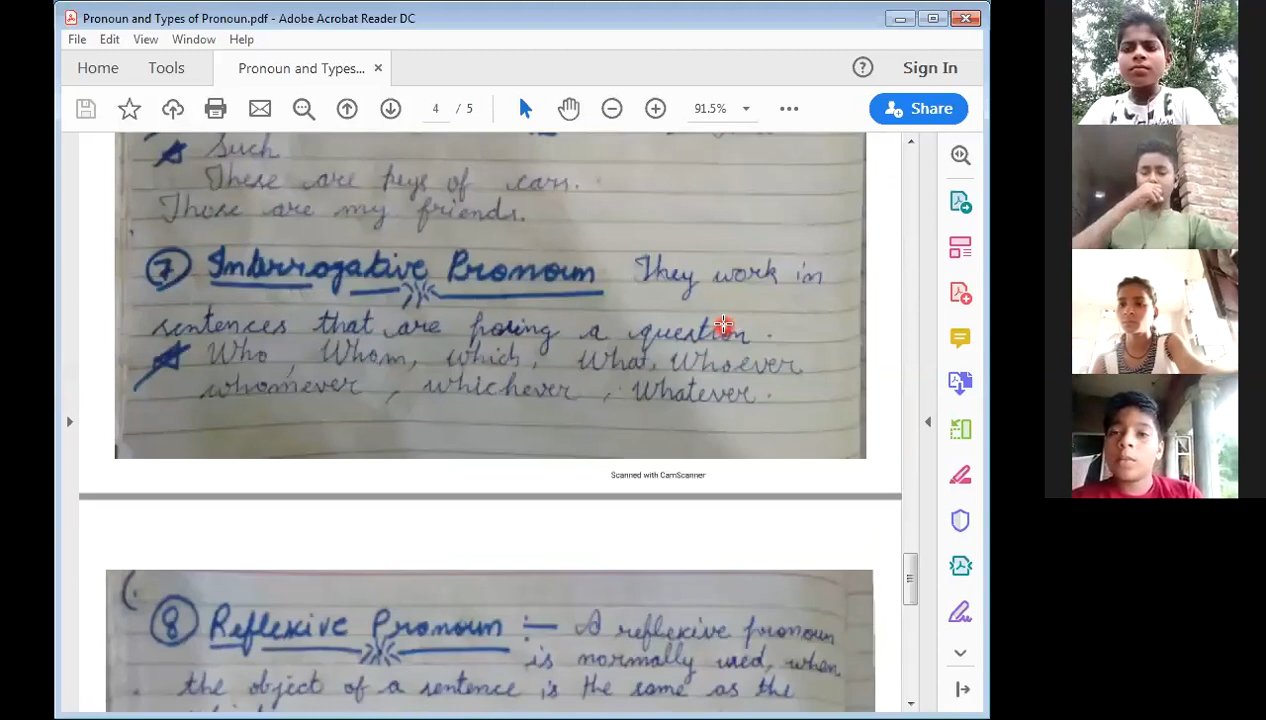 Pronoun and Types of Pronoun.pdf - Adobe Acrobat Reader DC
File Edit View Window Help
Home Tools Pronoun and Types... × Sign In
4 / 5 91.5% Share
Such
These are keys of cars.
Those are my friends.
7 Interrogative Pronoun They work in
sentences that are posing a question.
Who, Whom, which, What, Whoever
whomever, whichever, Whatever.
Scanned with CamScanner
8 Reflexive Pronoun :— A reflexive pronoun
is normally used, when
the object of a sentence is the same as the